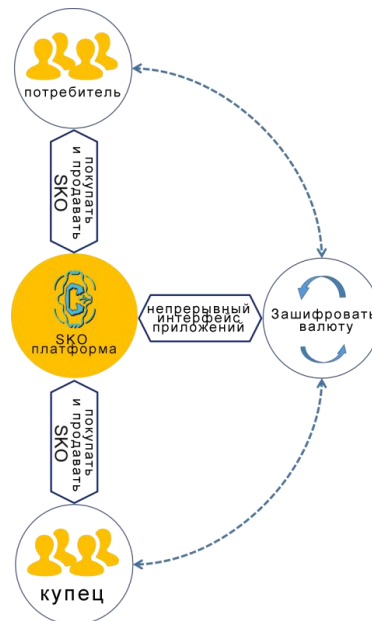 потребитель
покупать
и продавать
SKO
SKO
платформа
непрерывный
интерфейс
приложений
Зашифровать
валюту
покупать
и продавать
SKO
купец